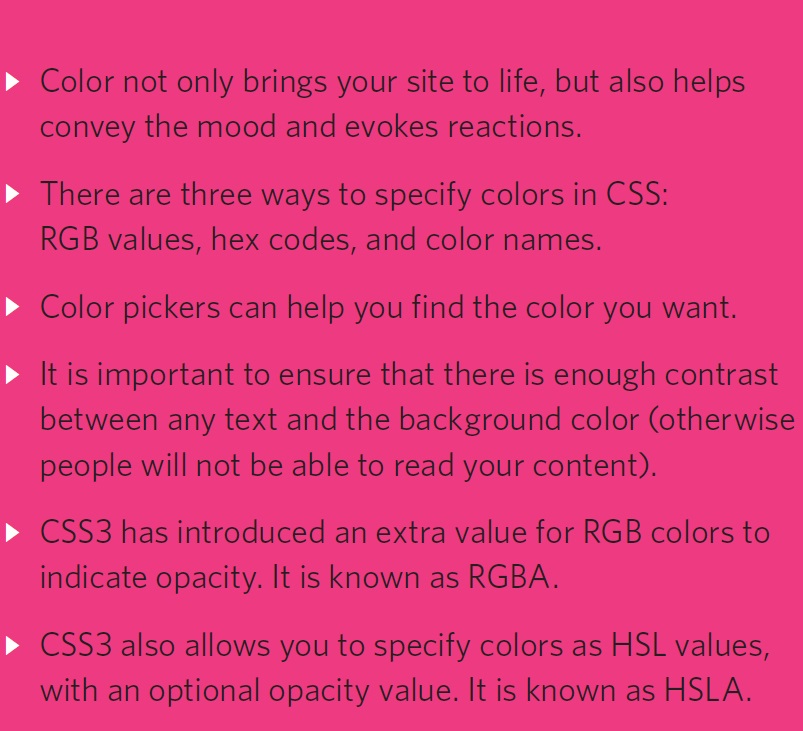 Color not only brings your site to life, but also helps
convey the mood and evokes reactions.
There are three ways to specify colors in CSS:
RGB values, hex codes, and color names.
Color pickers can help you find the color you want.
It is important to ensure that there is enough contrast
between any text and the background color (otherwise
people will not be able to read your content).
CSS3 has introduced an extra value for RGB colors to
indicate opacity. It is known as RGBA.
CSS3 also allows you to specify colors as HSL values,
with an optional opacity value. It is known as HSLA.